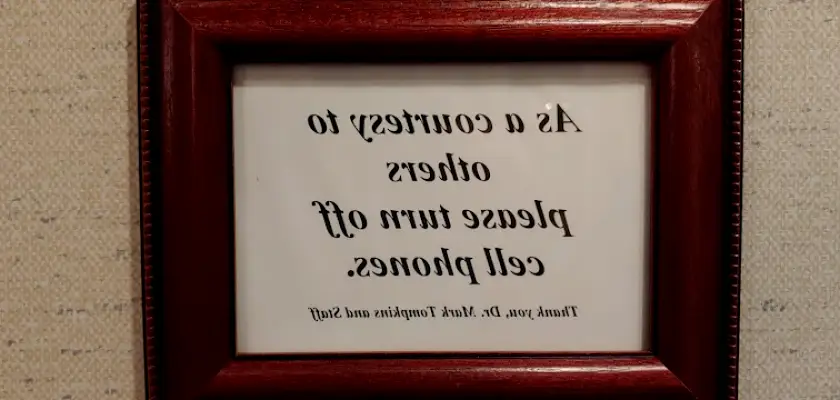 As a courtesy to
others
please turn off
cell phones.
Thank you, Dr. Mark Tompkins and Staff